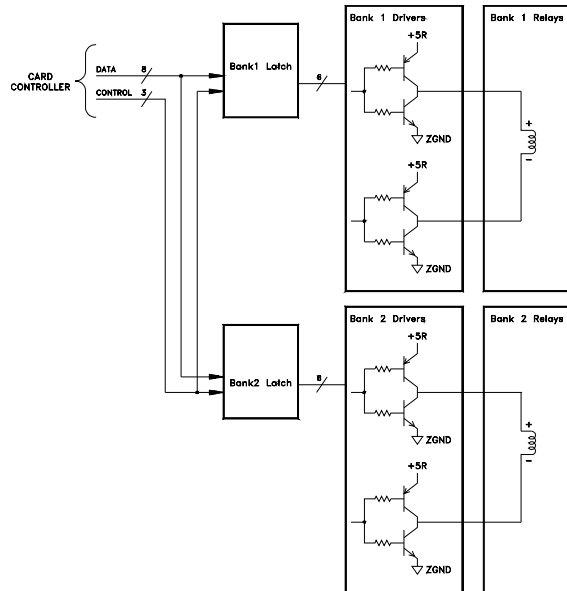 Bank 1 Drivers
Bank 1 Relays
+5R
CARD
CONTROLLER
DATA
8
CONTROL
3
Bank1 Latch
6
ZGND
+
-
+5R
ZGND
Bank 2 Drivers
Bank 2 Relays
+5R
Bank2 Latch
6
ZGND
+
-
+5R
ZGND